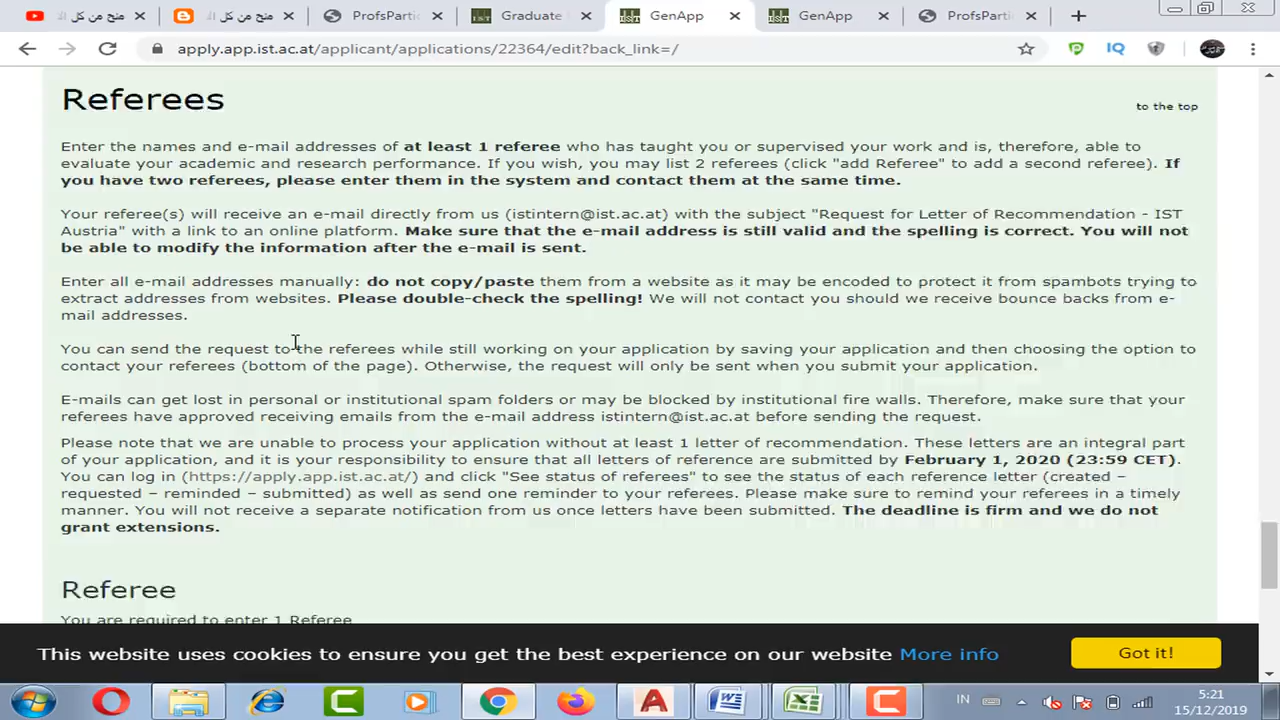 منح من كل ال
منح من كل ال
ProfsParti
Graduate
GenApp
GenApp
ProfsParti
apply.app.ist.ac.at/applicant/applications/22364/edit?back_link=/
IQ
Referees
to the top
Enter the names and e-mail addresses of at least 1 referee who has taught you or supervised your work and is, therefore, able to
evaluate your academic and research performance. If you wish, you may list 2 referees (click "add Referee" to add a second referee). If
you have two referees, please enter them in the system and contact them at the same time.
Your referee(s) will receive an e-mail directly from us (istintern@ist.ac.at) with the subject "Request for Letter of Recommendation - IST
Austria" with a link to an online platform. Make sure that the e-mail address is still valid and the spelling is correct. You will not
be able to modify the information after the e-mail is sent.
Enter all e-mail addresses manually: do not copy/paste them from a website as it may be encoded to protect it from spambots trying to
extract addresses from websites. Please double-check the spelling! We will not contact you should we receive bounce backs from e-
mail addresses.
You can send the request to the referees while still working on your application by saving your application and then choosing the option to
contact your referees (bottom of the page). Otherwise, the request will only be sent when you submit your application.
E-mails can get lost in personal or institutional spam folders or may be blocked by institutional fire walls. Therefore, make sure that your
referees have approved receiving emails from the e-mail address istintern@ist.ac.at before sending the request.
Please note that we are unable to process your application without at least 1 letter of recommendation. These letters are an integral part
of your application, and it is your responsibility to ensure that all letters of reference are submitted by February 1, 2020 (23:59 CET).
You can log in (https://apply.app.ist.ac.at/) and click "See status of referees" to see the status of each reference letter (created –
requested – reminded – submitted) as well as send one reminder to your referees. Please make sure to remind your referees in a timely
manner. You will not receive a separate notification from us once letters have been submitted. The deadline is firm and we do not
grant extensions.
Referee
You are required to enter 1 Referee
This website uses cookies to ensure you get the best experience on our website More info
Got it!
IN
5:21
15/12/2019